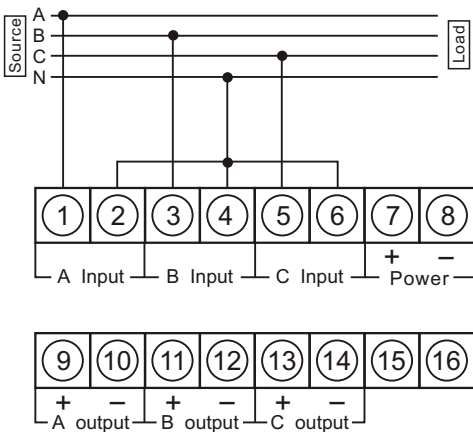 Source
A
B
C
N
Load
1 2 3 4 5 6 7 8
+ −
A Input B Input C Input Power
9 10 11 12 13 14 15 16
+ − + − + −
A output B output C output